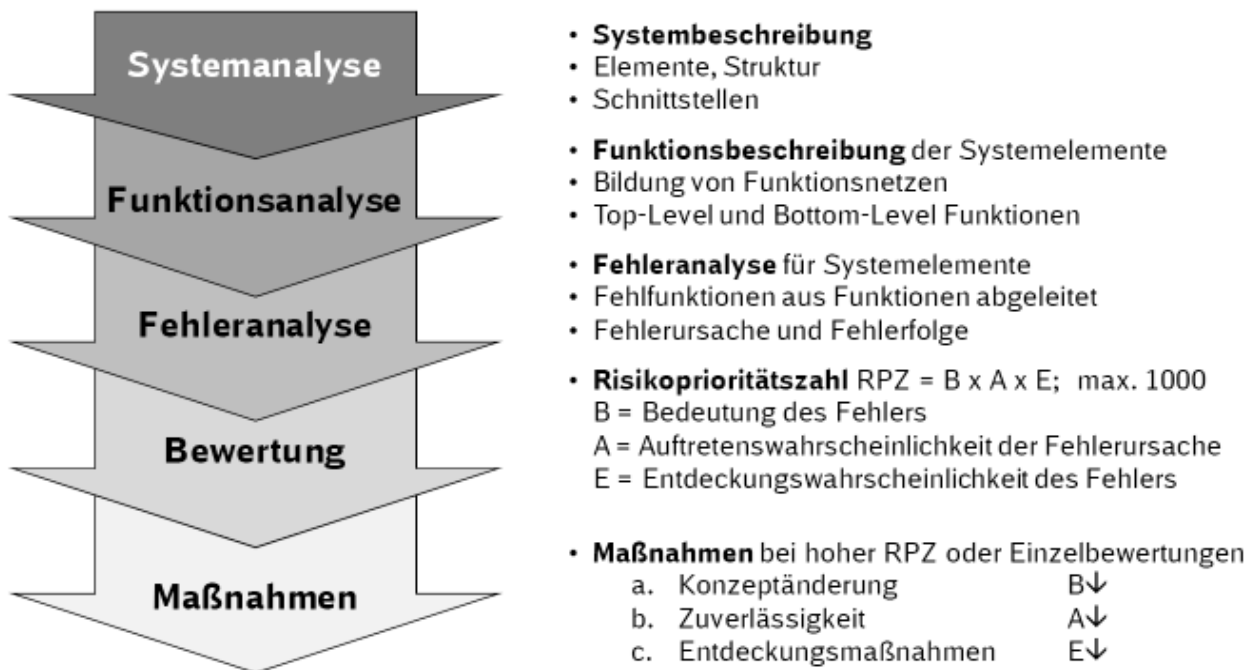 Systemanalyse
• Systembeschreibung
• Elemente, Struktur
• Schnittstellen
Funktionsanalyse
• Funktionsbeschreibung der Systemelemente
• Bildung von Funktionsnetzen
• Top-Level und Bottom-Level Funktionen
Fehleranalyse
• Fehleranalyse für Systemelemente
• Fehlfunktionen aus Funktionen abgeleitet
• Fehlerursache und Fehlerfolge
Bewertung
• Risikoprioritätszahl RPZ = B x A x E; max. 1000
B = Bedeutung des Fehlers
A = Auftretenswahrscheinlichkeit der Fehlerursache
E = Entdeckungswahrscheinlichkeit des Fehlers
Maßnahmen
• Maßnahmen bei hoher RPZ oder Einzelbewertungen
a. Konzeptänderung B↓
b. Zuverlässigkeit A↓
c. Entdeckungsmaßnahmen E↓